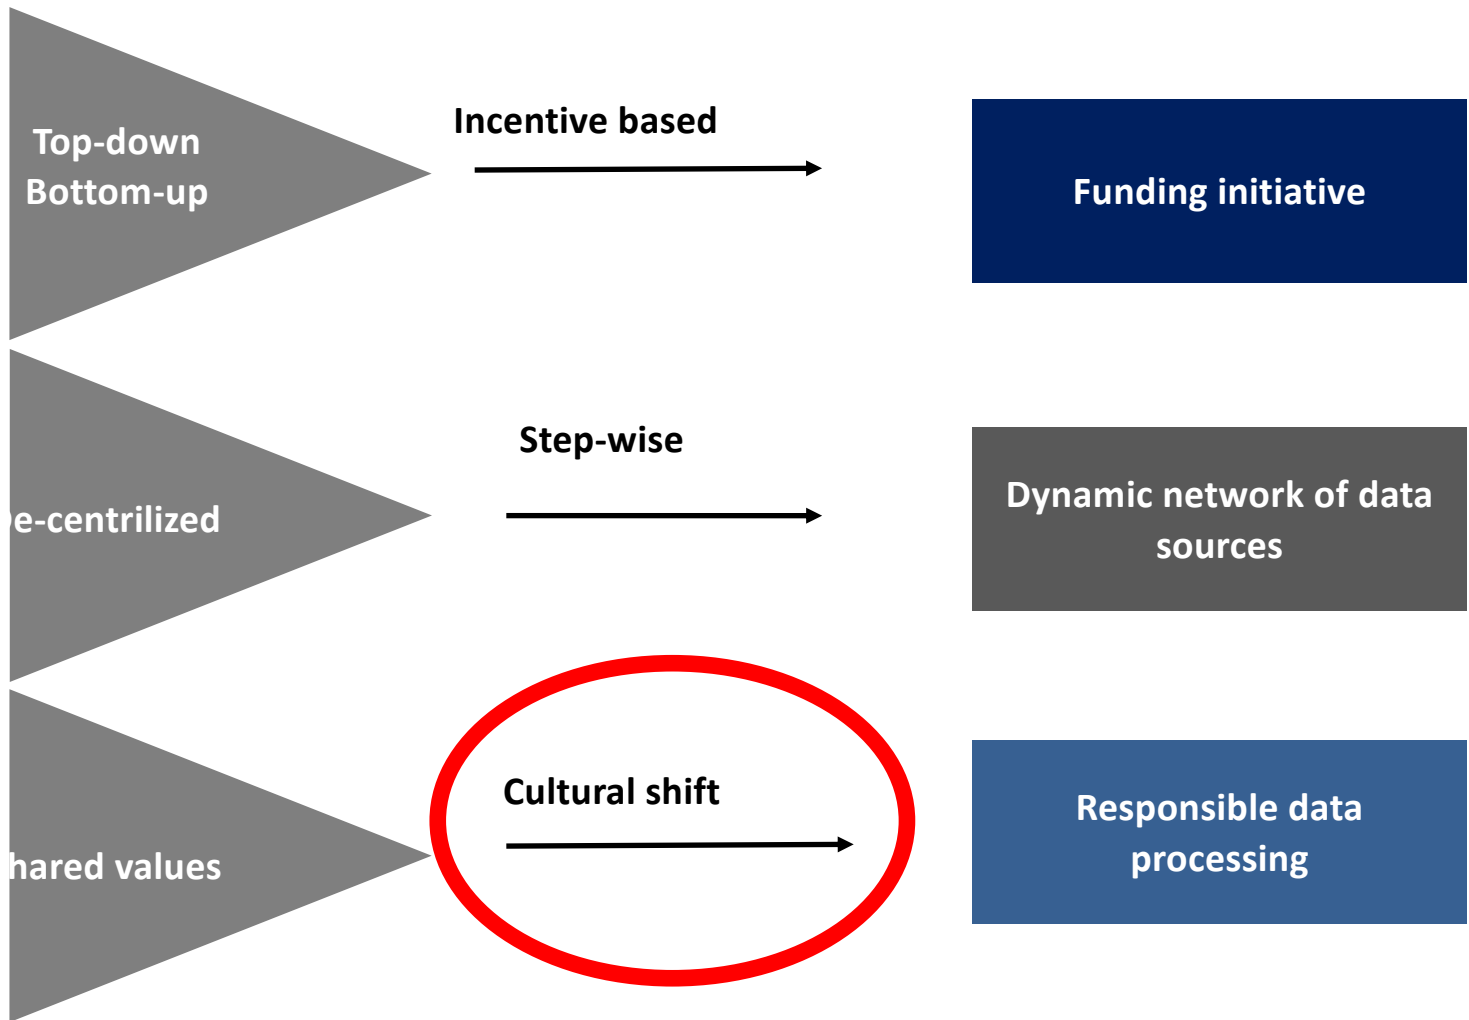 Top-down
Bottom-up
Incentive based
Funding initiative
e-centrilized
Step-wise
Dynamic network of data
sources
hared values
Cultural shift
Responsible data
processing